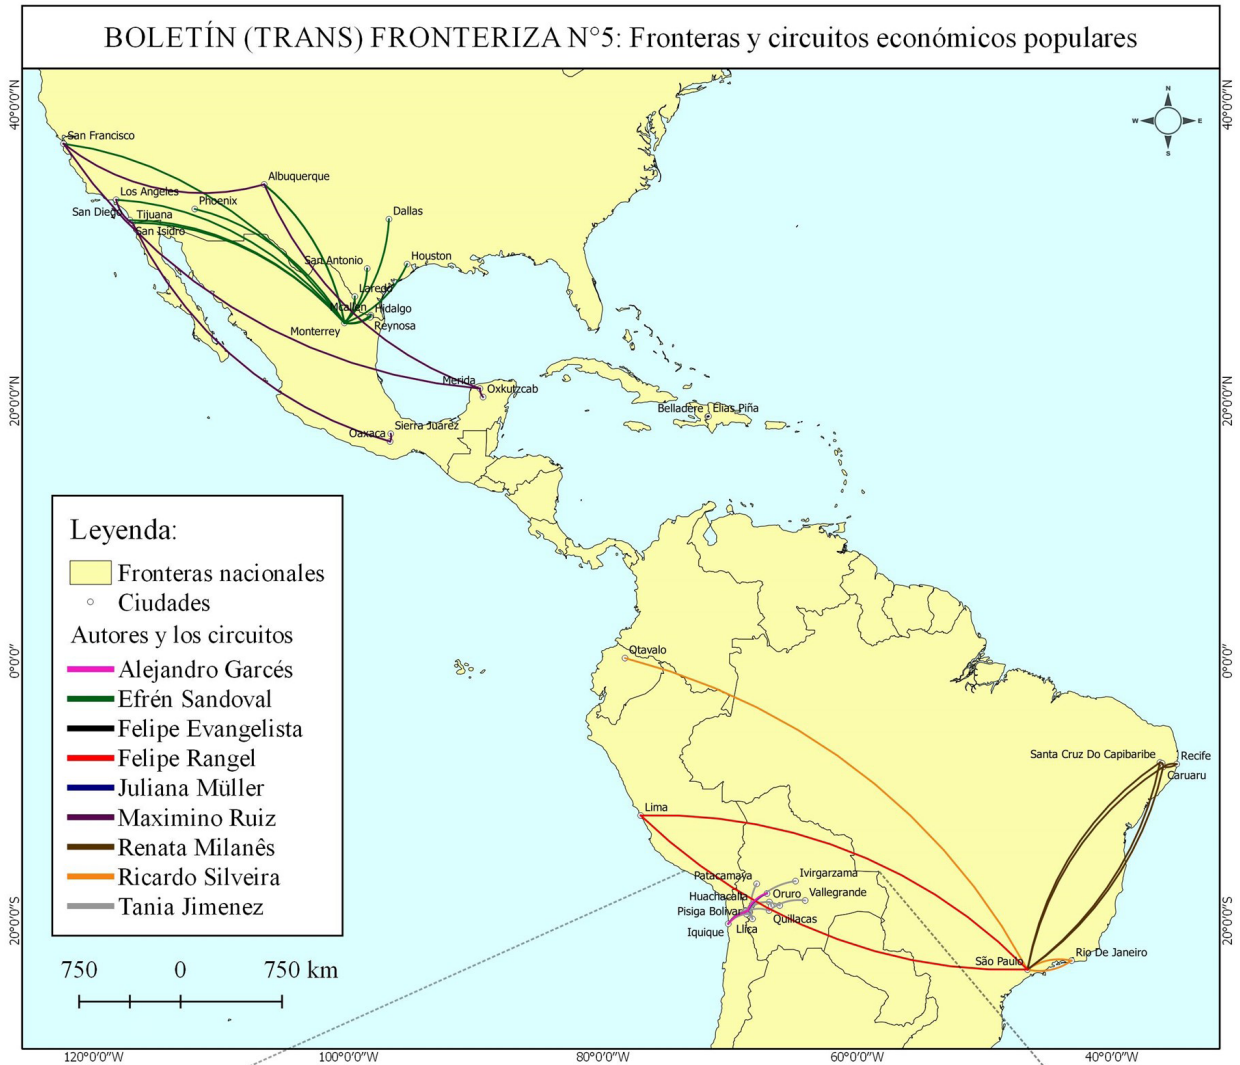 BOLETÍN (TRANS) FRONTERIZA N°5: Fronteras y circuitos económicos populares
40°0'0"N
40°0'0"N
N
W
E
S
San Francisco
Albuquerque
Los Angeles
Phoenix
San Diego
Tijuana
San Isidro
Dallas
San Antonio
Houston
Laredo
Mcallen
Hidalgo
Monterrey
Reynosa
20°0'0"N
20°0'0"N
Merida
Oxkutzcab
Belladère
Elias Piña
Oaxaca
Sierra Juárez
Leyenda:
Fronteras nacionales
Ciudades
Autores y los circuitos
Alejandro Garcés
Efrén Sandoval
Felipe Evangelista
Felipe Rangel
Juliana Müller
Maximino Ruiz
Renata Milanês
Ricardo Silveira
Tania Jimenez
750
0
750 km
0°0'0"
0°0'0"
Otavalo
Santa Cruz Do Capibaribe
Recife
Caruaru
Lima
Patacamaya
Ivirgarzama
Huachacalla
Oruro
Vallegrande
Pisiga Bolivar
Quillacas
Iquique
Llica
20°0'0"S
20°0'0"S
São Paulo
Rio De Janeiro
120°0'0"W
100°0'0"W
80°0'0"W
60°0'0"W
40°0'0"W